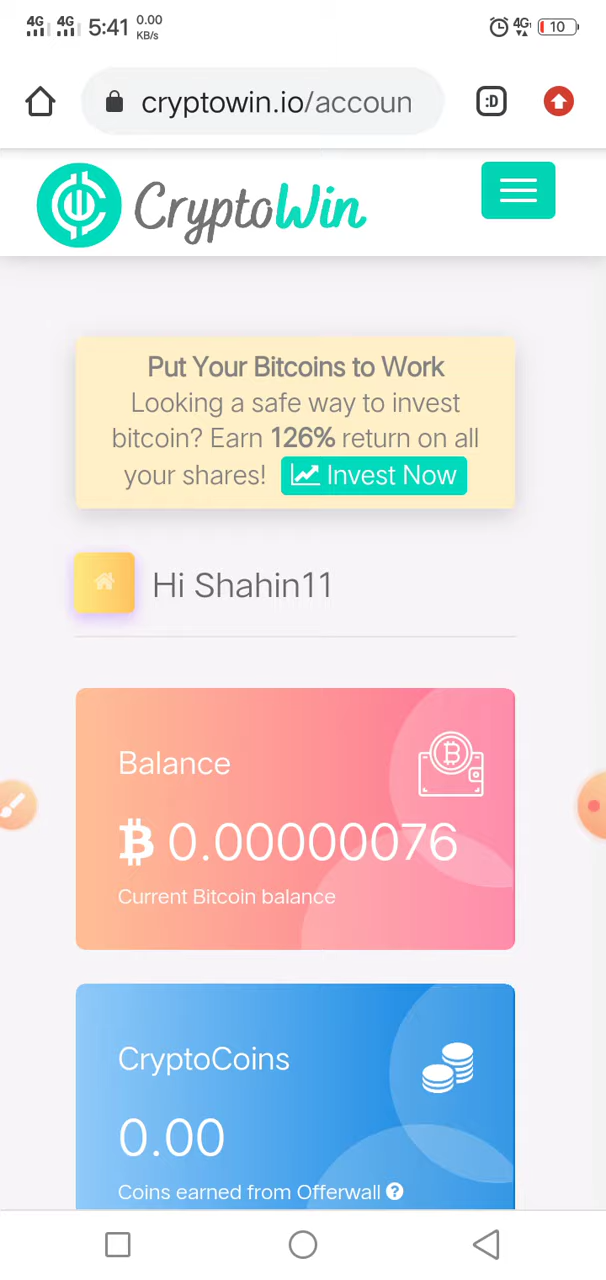 4G 4G 5:41 0.00 KB/s 4G 10
cryptowin.io/accoun :D
CryptoWin
Put Your Bitcoins to Work
Looking a safe way to invest
bitcoin? Earn 126% return on all
your shares! Invest Now
Hi Shahin11
Balance
₿ 0.00000076
Current Bitcoin balance
CryptoCoins
0.00
Coins earned from Offerwall ?